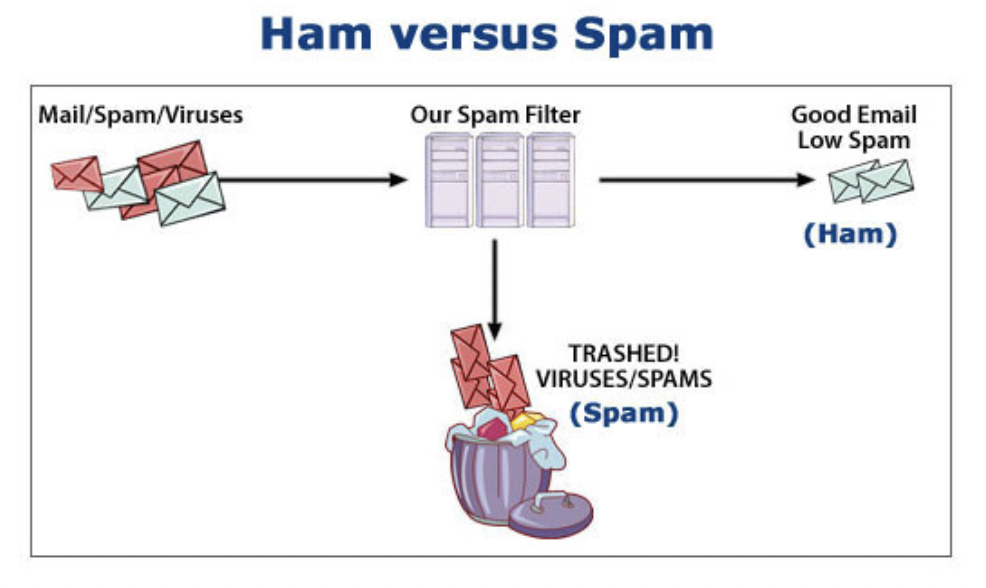 Ham versus Spam
Mail/Spam/Viruses
Our Spam Filter
Good Email
Low Spam
(Ham)
TRASHED!
VIRUSES/SPAMS
(Spam)